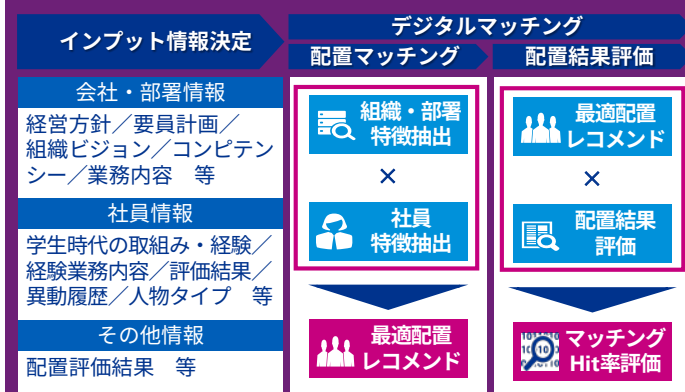 インプット情報決定
デジタルマッチング
配置マッチング
配置結果評価
会社・部署情報
経営方針／要員計画／
組織ビジョン／コンピテン
シー／業務内容　等
社員情報
学生時代の取組み・経験／
経験業務内容／評価結果／
異動履歴／人物タイプ　等
その他情報
配置評価結果　等
組織・部署
特徴抽出
×
社員
特徴抽出
最適配置
レコメンド
最適配置
レコメンド
×
配置結果
評価
マッチング
Hit率評価